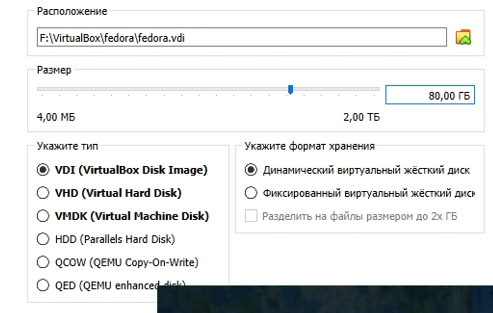 Расположение
F:\VirtualBox\fedora\fedora.vdi
Размер
80,00 ГБ
4,00 МБ 2,00 ТБ
Укажите тип
VDI (VirtualBox Disk Image)
VHD (Virtual Hard Disk)
VMDK (Virtual Machine Disk)
HDD (Parallels Hard Disk)
QCOW (QEMU Copy-On-Write)
QED (QEMU enhanced disk)
Укажите формат хранения
Динамический виртуальный жёсткий диск
Фиксированный виртуальный жёсткий диск
Разделить на файлы размером до 2х ГБ